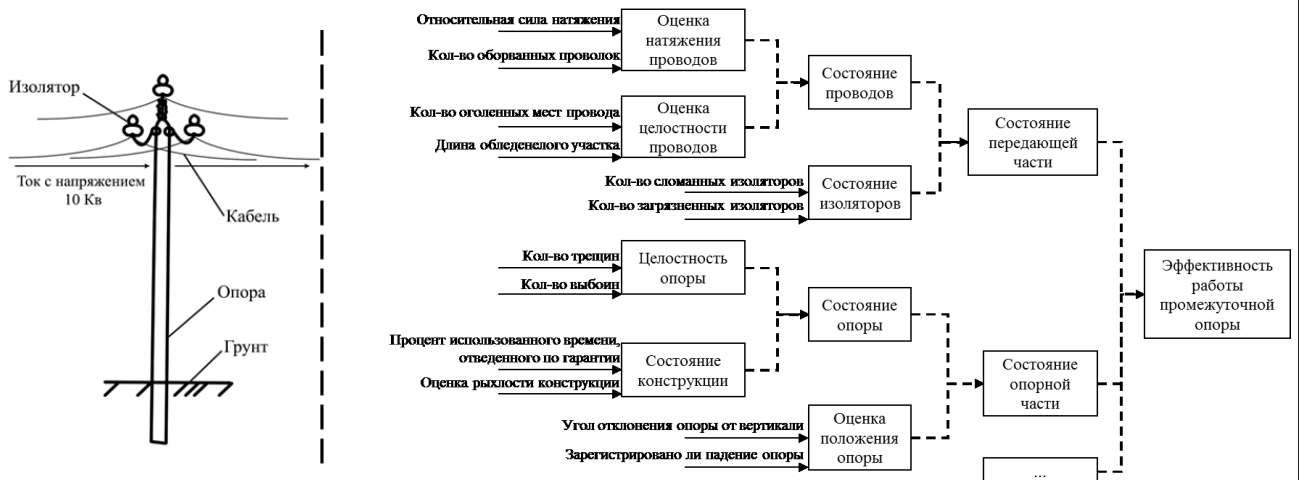 Изолятор
Ток с напряжением
10 Кв
Кабель
Опора
Грунт
Относительная сила натяжения
Кол-во оборванных проволок
Оценка
натяжения
проводов
Кол-во оголенных мест провода
Длина обледенелого участка
Оценка
целостности
проводов
Состояние
проводов
Кол-во сломанных изоляторов
Кол-во загрязненных изоляторов
Состояние
изоляторов
Состояние
передающей
части
Кол-во трещин
Кол-во выбоин
Целостность
опоры
Процент использованного времени,
отведенного по гарантии
Оценка рыхлости конструкции
Состояние
конструкции
Состояние
опоры
Угол отклонения опоры от вертикали
Зарегистрировано ли падение опоры
Оценка
положения
опоры
Состояние
опорной
части
...
Эффективность
работы
промежуточной
опоры